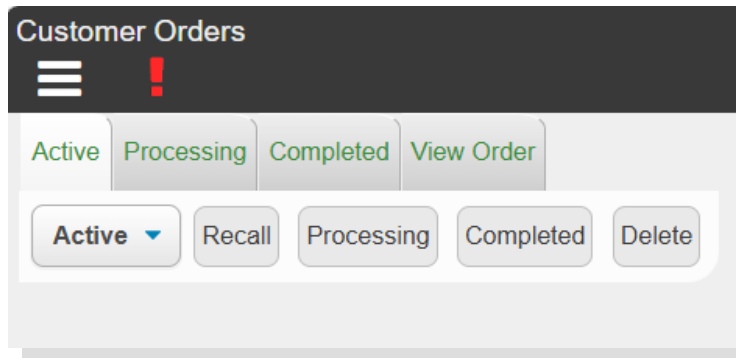 Customer Orders
!
Active Processing Completed View Order
Active Recall Processing Completed Delete